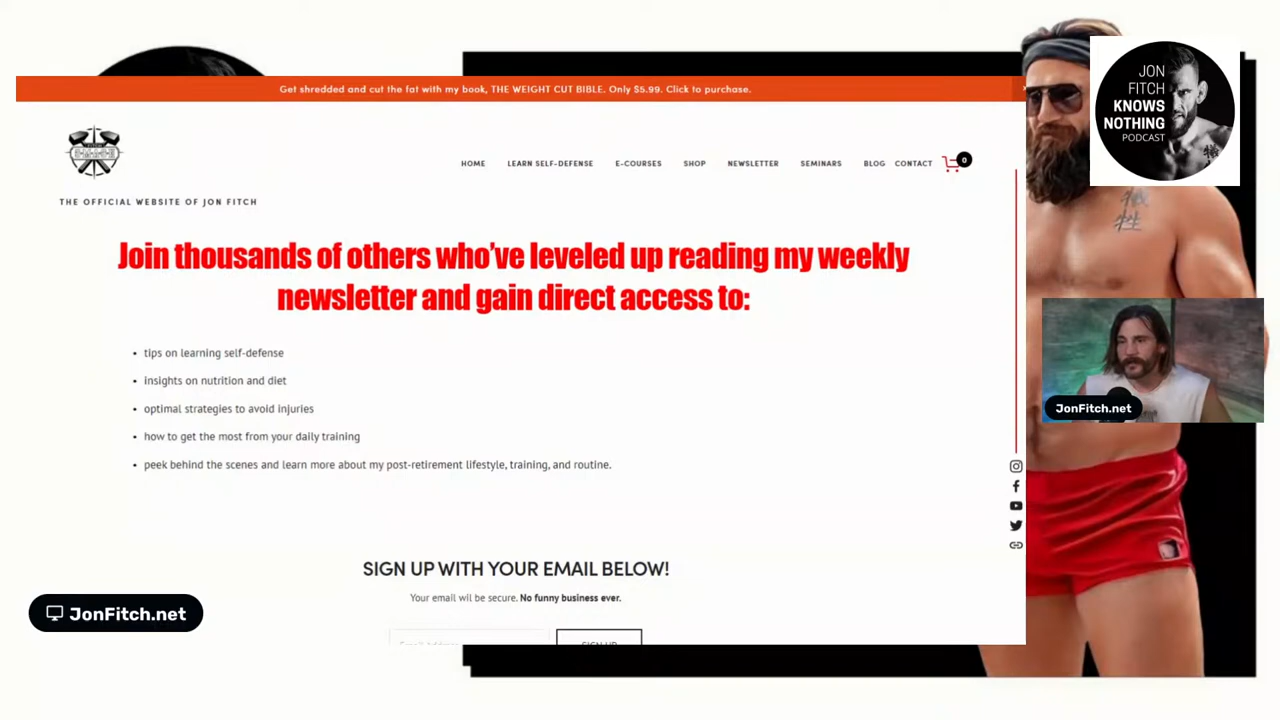 Get shredded and cut the fat with my book, THE WEIGHT CUT BIBLE. Only $5.99. Click to purchase.
JON
FITCH
KNOWS
NOTHING
PODCAST
HOME LEARN SELF-DEFENSE E-COURSES SHOP NEWSLETTER SEMINARS BLOG CONTACT 0
THE OFFICIAL WEBSITE OF JON FITCH
Join thousands of others who've leveled up reading my weekly
newsletter and gain direct access to:
• tips on learning self-defense
• insights on nutrition and diet
• optimal strategies to avoid injuries
• how to get the most from your daily training
• peek behind the scenes and learn more about my post-retirement lifestyle, training, and routine.
JonFitch.net
SIGN UP WITH YOUR EMAIL BELOW!
Your email wil be secure. No funny business ever.
JonFitch.net